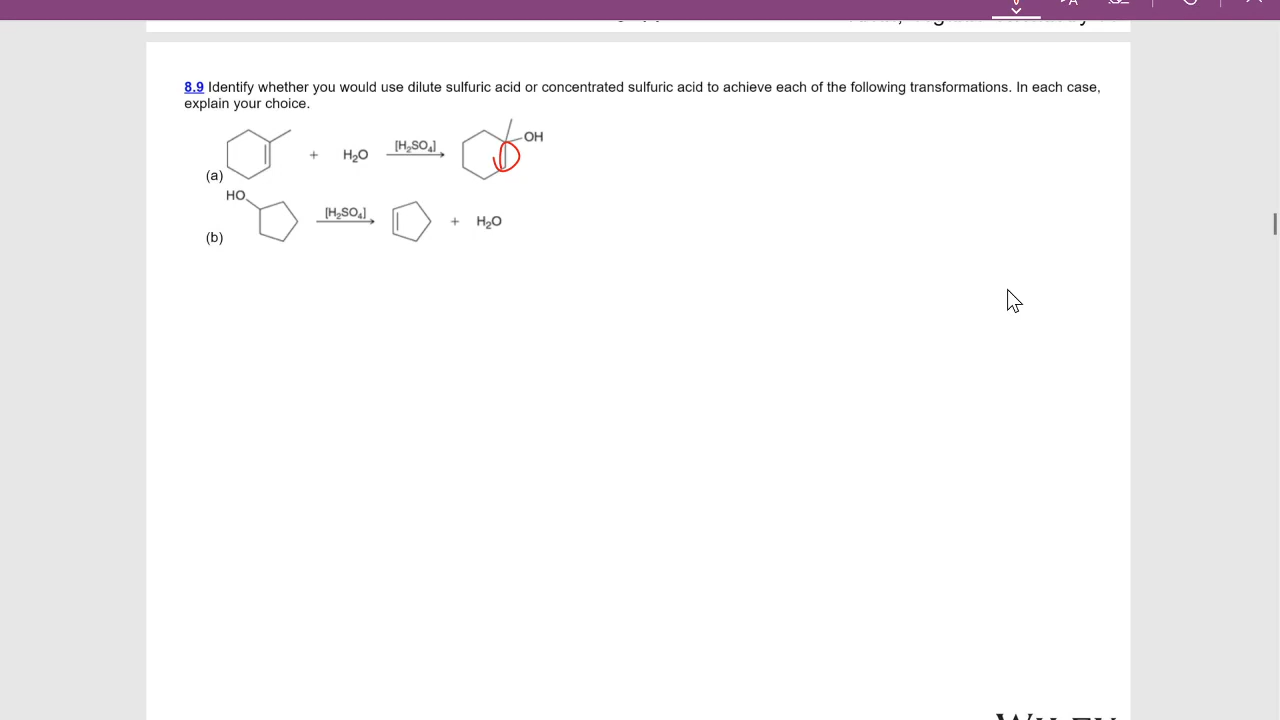 8.9 Identify whether you would use dilute sulfuric acid or concentrated sulfuric acid to achieve each of the following transformations. In each case,
explain your choice.
(a) + H₂O [H₂SO₄] OH
HO
(b) [H₂SO₄] + H₂O